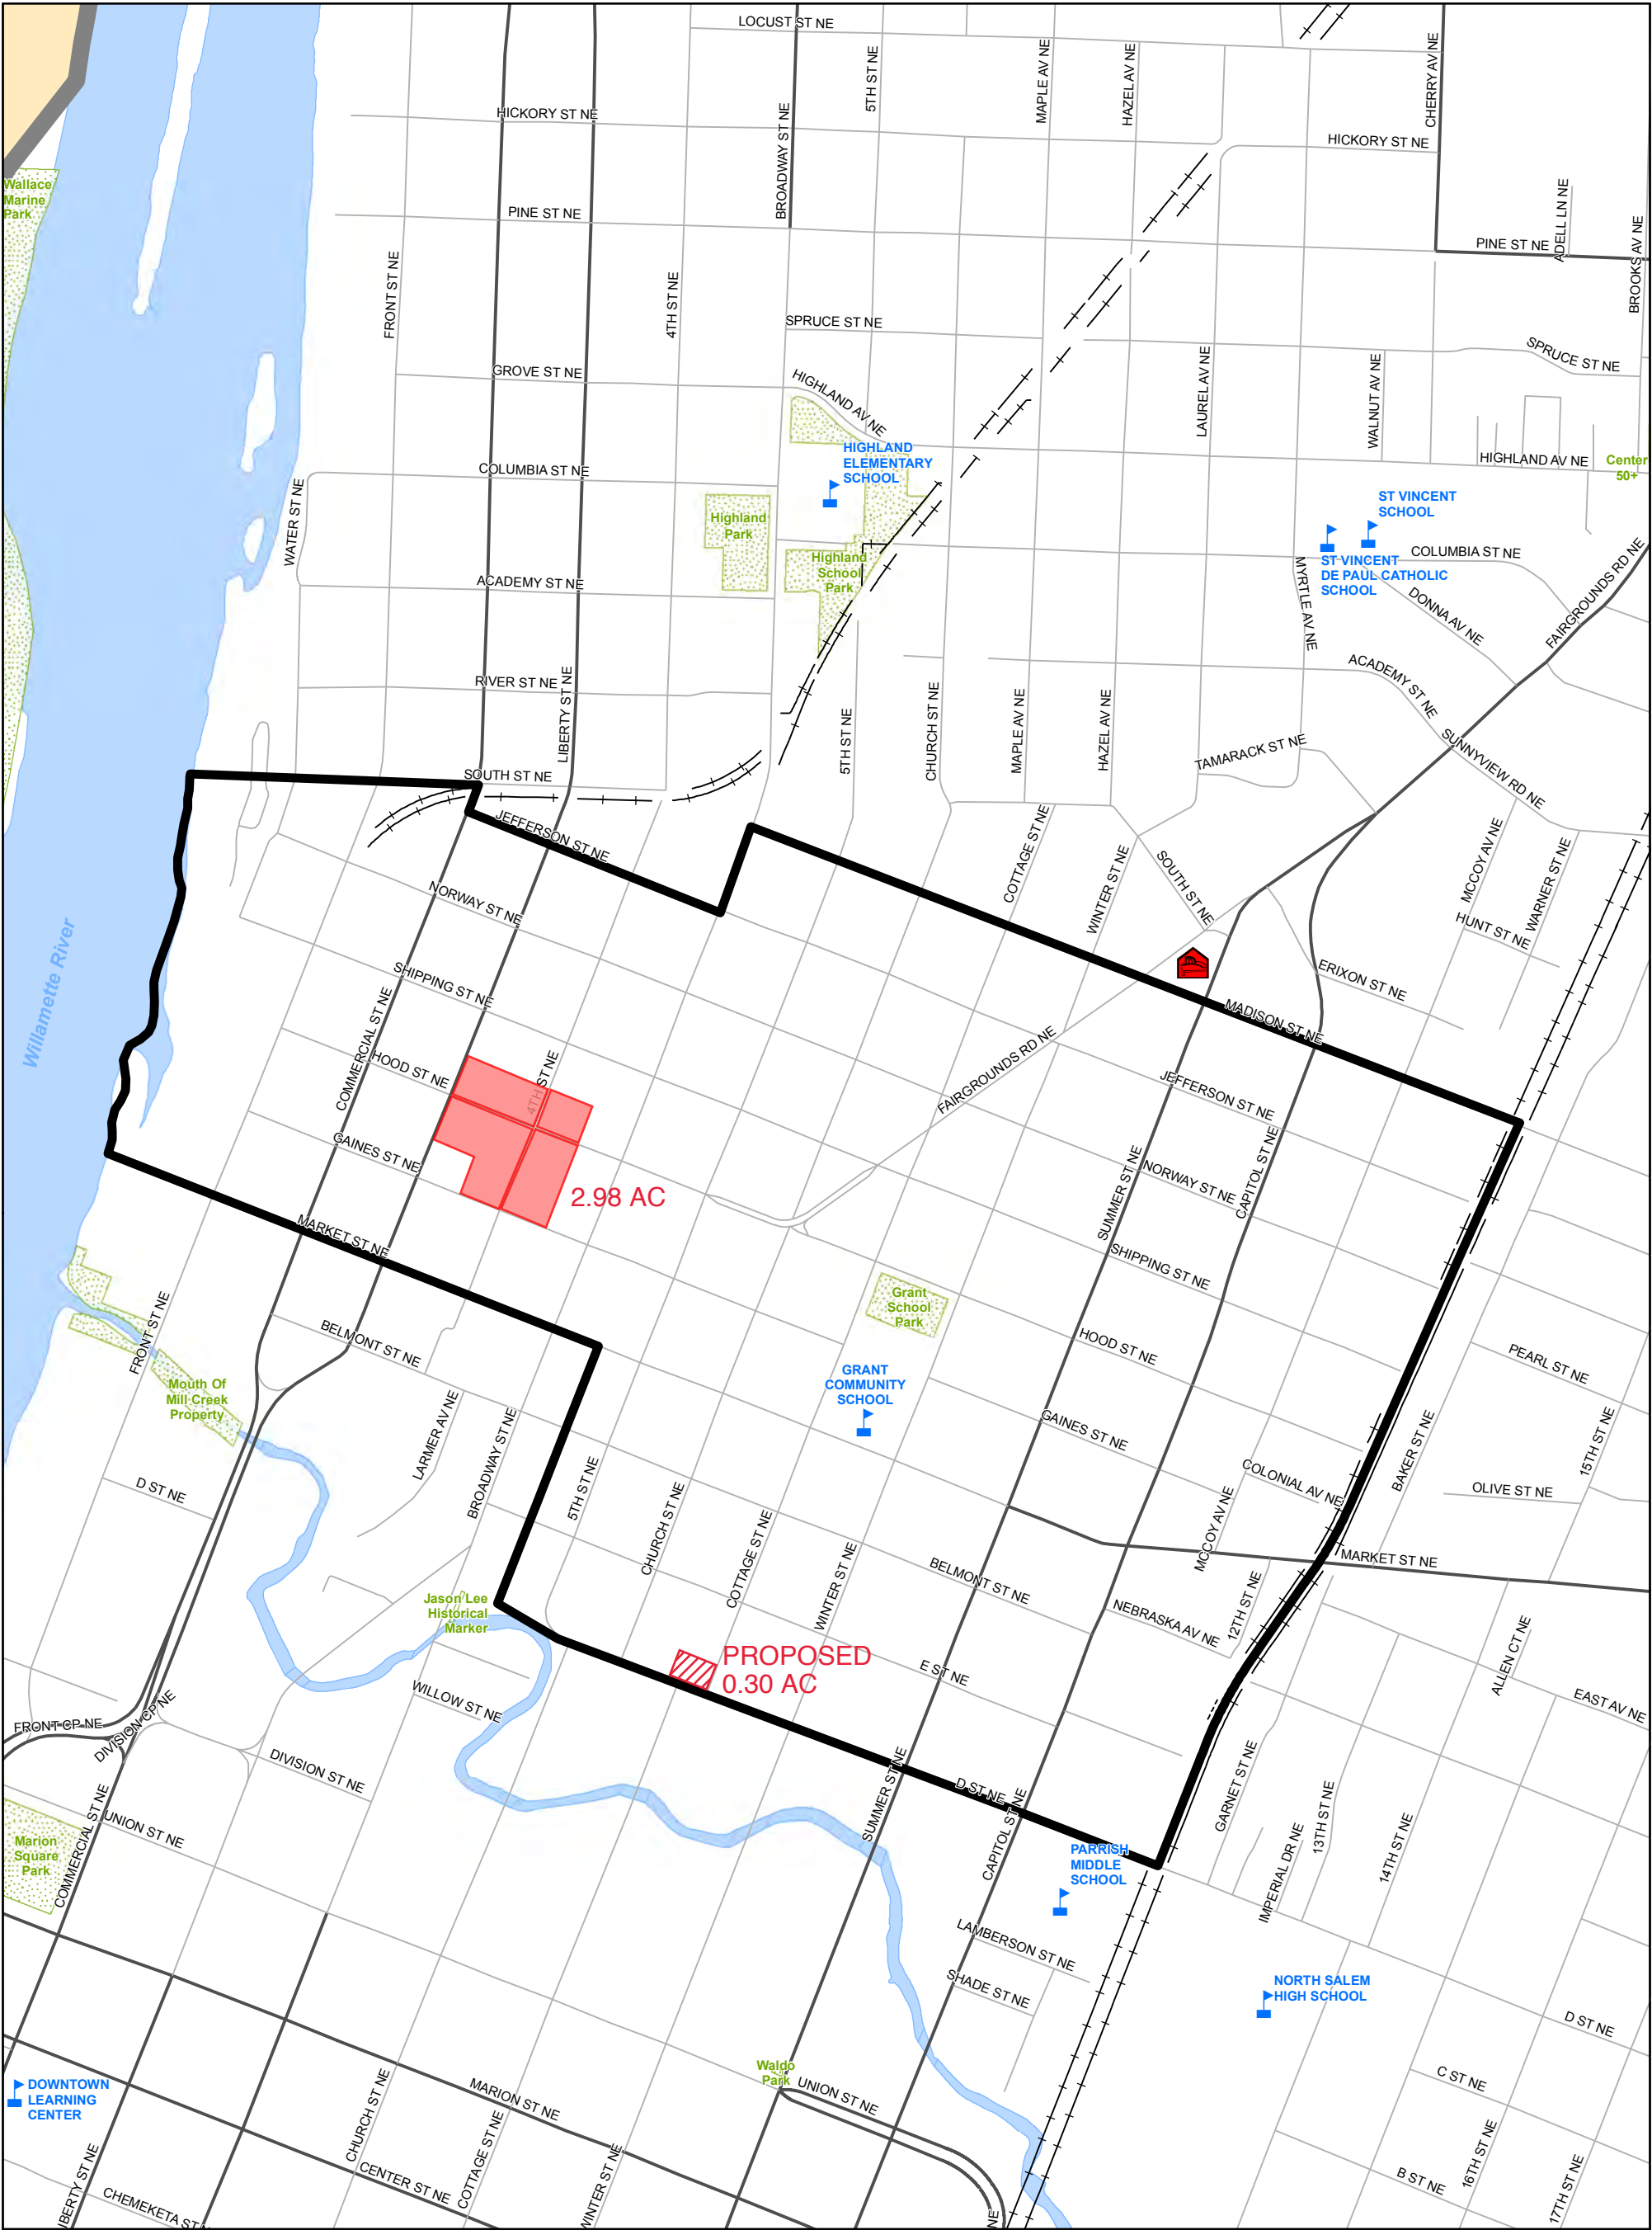 LOCUST ST NE
5TH ST NE
MAPLE AV NE
HAZEL AV NE
CHERRY AV NE
HICKORY ST NE
BROADWAY ST NE
HICKORY ST NE
Wallace
Marine
Park
PINE ST NE
ADELL LN NE
PINE ST NE
BROOKS AV NE
FRONT ST NE
4TH ST NE
SPRUCE ST NE
SPRUCE ST NE
GROVE ST NE
HIGHLAND AV NE
LAUREL AV NE
WALNUT AV NE
HIGHLAND
ELEMENTARY
SCHOOL
HIGHLAND AV NE
Center
50+
COLUMBIA ST NE
WATER ST NE
Highland
Park
ST VINCENT
SCHOOL
Highland
School
Park
COLUMBIA ST NE
ST VINCENT
DE PAUL CATHOLIC
SCHOOL
MYRTLE AV NE
DONNA AV NE
FAIRGROUNDS RD NE
ACADEMY ST NE
ACADEMY ST NE
RIVER ST NE
LIBERTY ST NE
5TH ST NE
CHURCH ST NE
MAPLE AV NE
HAZEL AV NE
TAMARACK ST NE
SUNNYVIEW RD NE
SOUTH ST NE
JEFFERSON ST NE
COTTAGE ST NE
WINTER ST NE
SOUTH ST NE
MCCOY AV NE
WARNER ST NE
HUNT ST NE
NORWAY ST NE
ERIXON ST NE
SHIPPING ST NE
Willamette River
COMMERCIAL ST NE
MADISON ST NE
HOOD ST NE
4TH ST NE
FAIRGROUNDS RD NE
JEFFERSON ST NE
GAINES ST NE
2.98 AC
SUMMER ST NE
NORWAY ST NE
CAPITOL ST NE
MARKET ST NE
SHIPPING ST NE
Grant
School
Park
FRONT ST NE
BELMONT ST NE
HOOD ST NE
PEARL ST NE
Mouth Of
Mill Creek
Property
GRANT
COMMUNITY
SCHOOL
LARMER AV NE
BROADWAY ST NE
GAINES ST NE
BAKER ST NE
15TH ST NE
D ST NE
5TH ST NE
CHURCH ST NE
COTTAGE ST NE
WINTER ST NE
COLONIAL AV NE
MCCOY AV NE
OLIVE ST NE
MARKET ST NE
BELMONT ST NE
Jason Lee
Historical
Marker
NEBRASKA AV NE
12TH ST NE
ALLEN CT NE
PROPOSED
0.30 AC
E ST NE
EAST AV NE
WILLOW ST NE
FRONT CP NE
DIVISION CP NE
DIVISION ST NE
SUMMER ST NE
D ST NE
CAPITOL ST NE
GARNET ST NE
13TH ST NE
14TH ST NE
IMPERIAL DR NE
COMMERCIAL ST NE
UNION ST NE
Marion
Square
Park
PARRISH
MIDDLE
SCHOOL
LAMBERSON ST NE
SHADE ST NE
NORTH SALEM
HIGH SCHOOL
D ST NE
DOWNTOWN
LEARNING
CENTER
Waldo
Park
UNION ST NE
MARION ST NE
C ST NE
CHURCH ST NE
COTTAGE ST NE
WINTER ST NE
CENTER ST NE
B ST NE
16TH ST NE
17TH ST NE
IBERTY ST NE
CHEMEKETA ST
NE